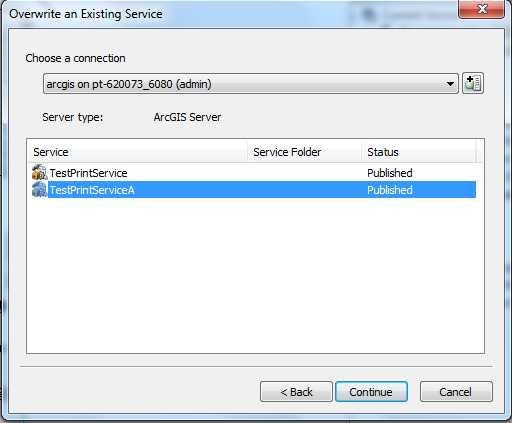 Overwrite an Existing Service
Choose a connection
arcgis on pt-620073_6080 (admin)
Server type: ArcGIS Server
Service Service Folder Status
TestPrintService Published
TestPrintServiceA Published
< Back Continue Cancel